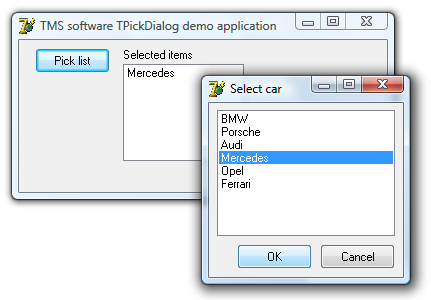 TMS software TPickDialog demo application
Pick list
Selected items
Mercedes
Select car
BMW
Porsche
Audi
Mercedes
Opel
Ferrari
OK
Cancel